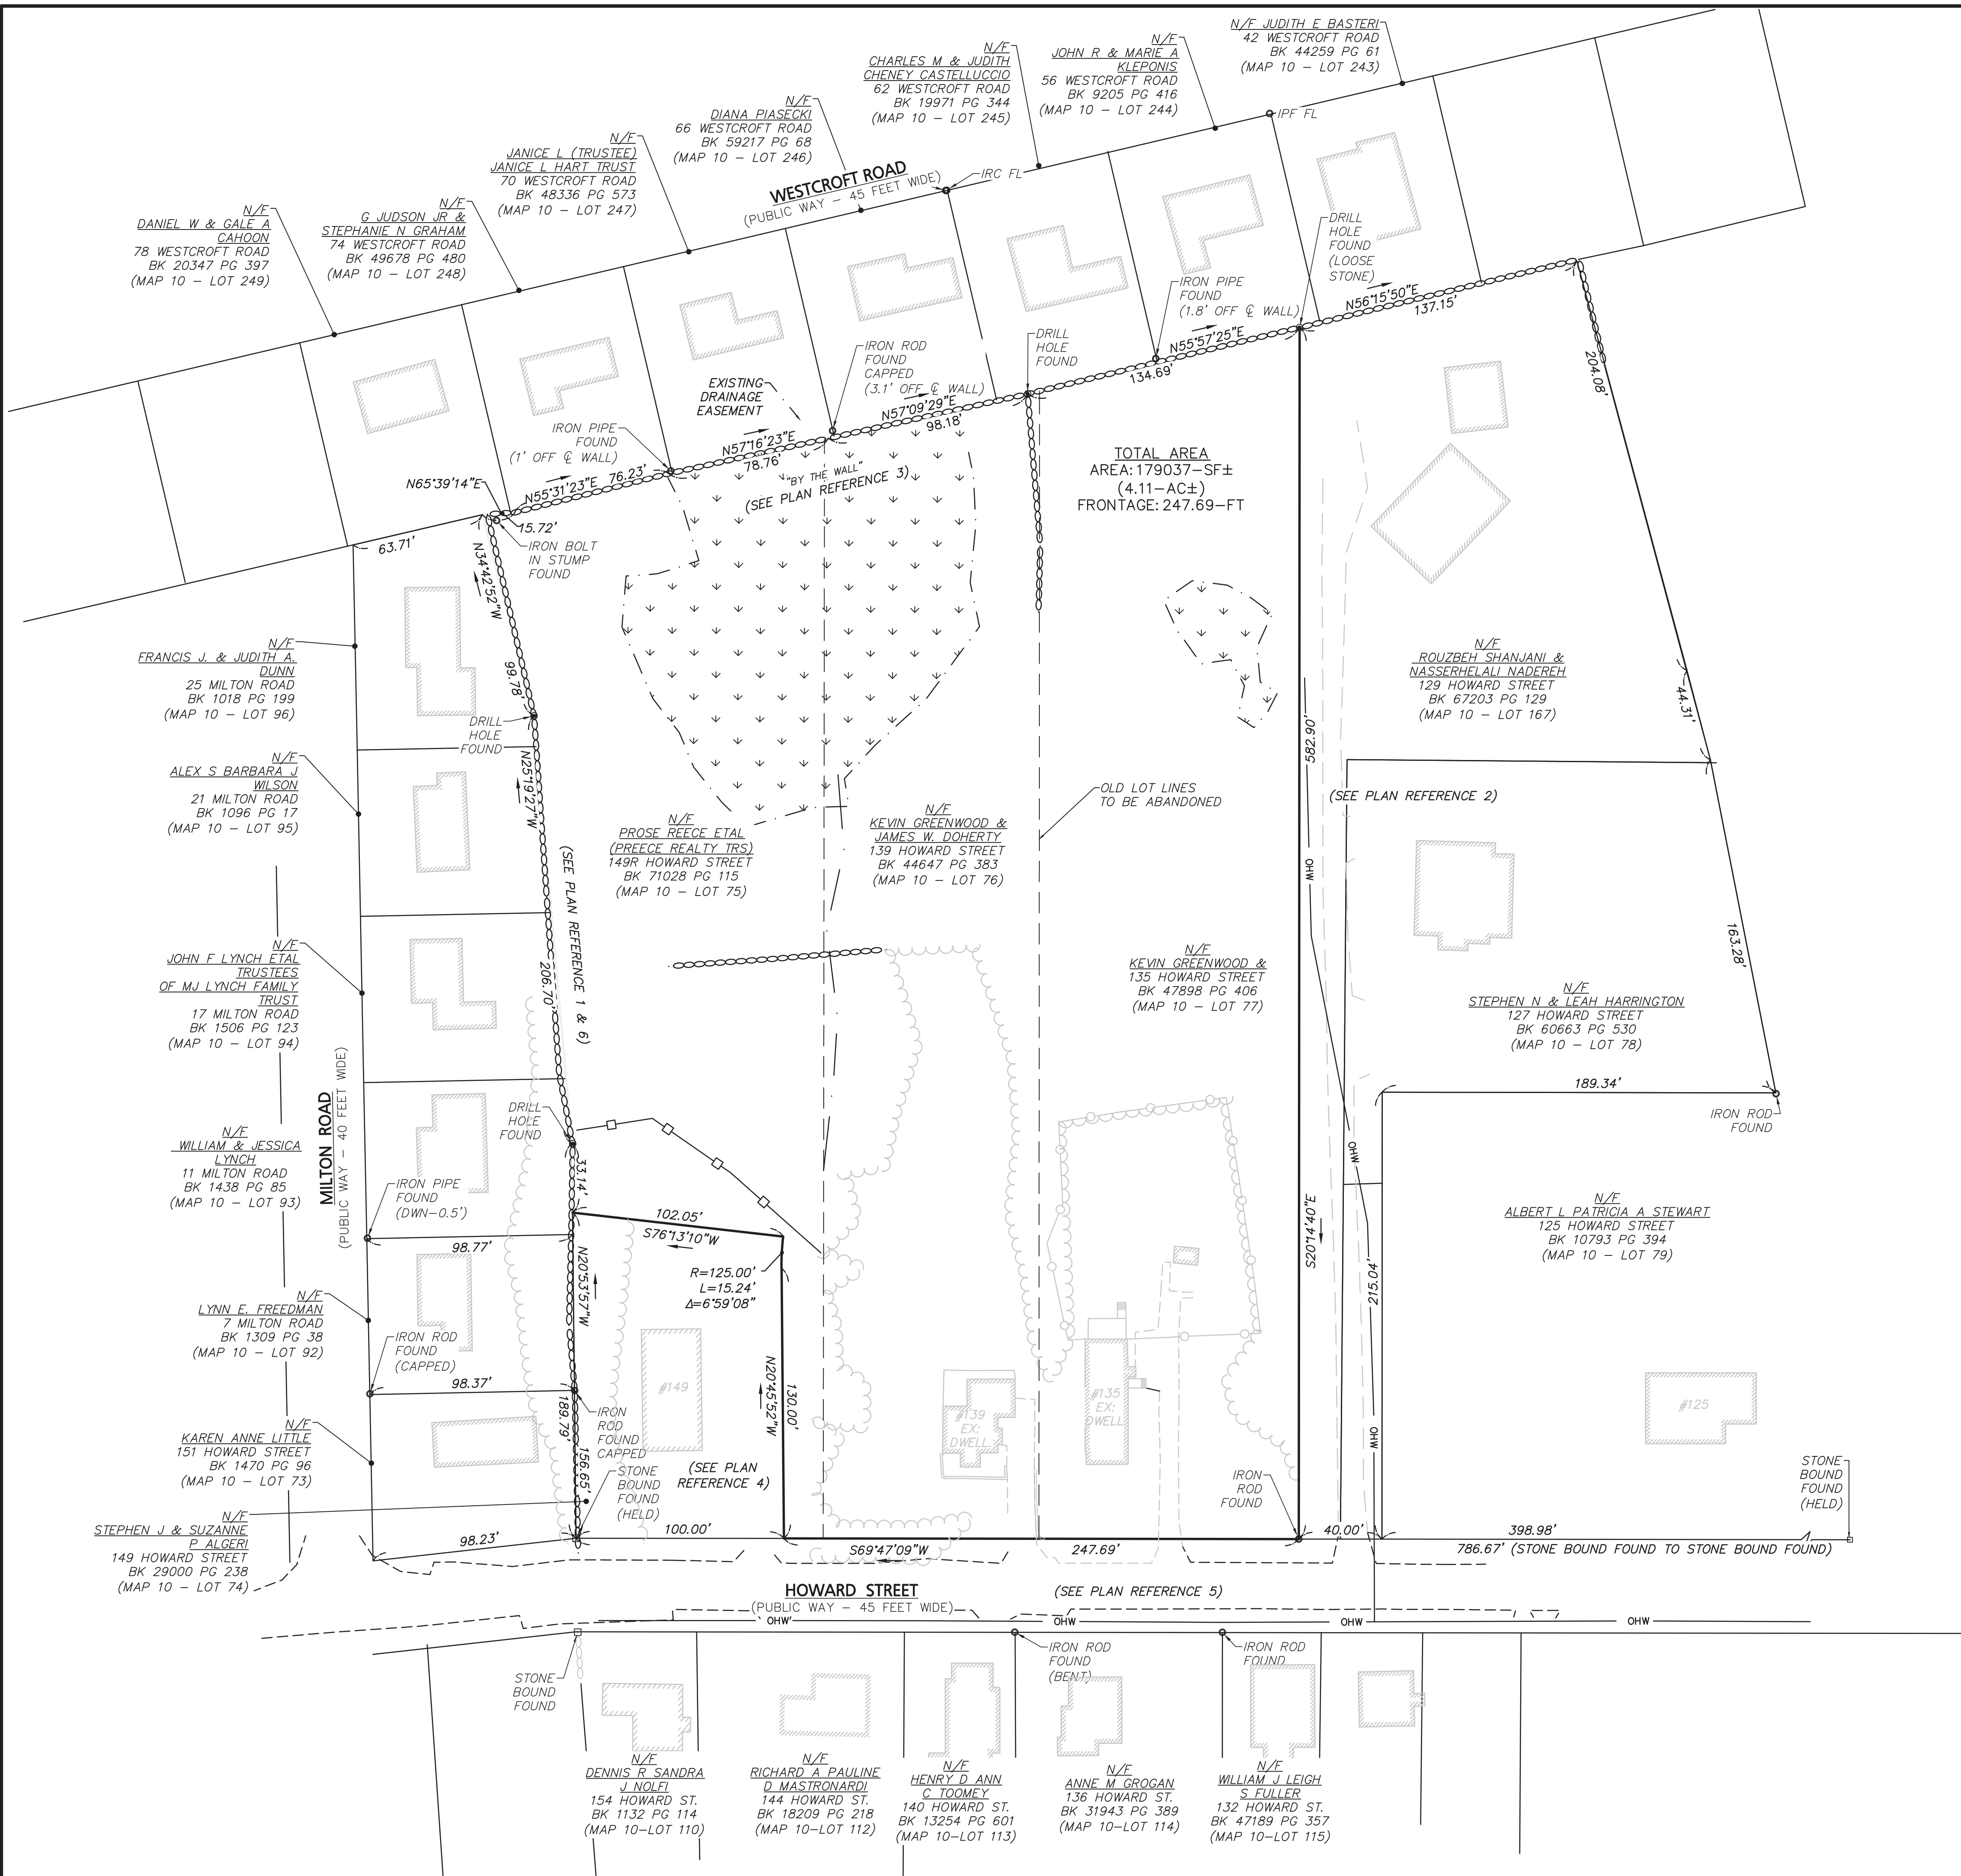 N/F
DANIEL W & GALE A
CAHOON
78 WESTCROFT ROAD
BK 20347 PG 397
(MAP 10 – LOT 249)
N/F
G JUDSON JR &
STEPHANIE N GRAHAM
74 WESTCROFT ROAD
BK 49678 PG 480
(MAP 10 – LOT 248)
N/F
JANICE L (TRUSTEE)
JANICE L HART TRUST
70 WESTCROFT ROAD
BK 48336 PG 573
(MAP 10 – LOT 247)
N/F
DIANA PIASECKI
66 WESTCROFT ROAD
BK 59217 PG 68
(MAP 10 – LOT 246)
N/F
CHARLES M & JUDITH
CHENEY CASTELLUCCIO
62 WESTCROFT ROAD
BK 19971 PG 344
(MAP 10 – LOT 245)
N/F
JOHN R & MARIE A
KLEPONIS
56 WESTCROFT ROAD
BK 9205 PG 416
(MAP 10 – LOT 244)
N/F JUDITH E BASTERI
42 WESTCROFT ROAD
BK 44259 PG 61
(MAP 10 – LOT 243)
WESTCROFT ROAD
(PUBLIC WAY – 45 FEET WIDE)
IRC FL
IPF FL
DRILL
HOLE
FOUND
(LOOSE
STONE)
IRON PIPE
FOUND
(1.8' OFF ℄ WALL)
N56°15'50"E
137.15'
204.08'
N55°57'25"E
134.69'
DRILL
HOLE
FOUND
IRON ROD
FOUND
CAPPED
(3.1' OFF ℄ WALL)
N57°09'29"E
98.18'
EXISTING
DRAINAGE
EASEMENT
N57°16'23"E
78.76'
"BY THE WALL"
(SEE PLAN REFERENCE 3)
IRON PIPE
FOUND
(1' OFF ℄ WALL)
N55°31'23"E 76.23'
N65°39'14"E
15.72'
IRON BOLT
IN STUMP
FOUND
63.71'
N34°42'52"W
99.78'
TOTAL AREA
AREA: 179037–SF±
(4.11–AC±)
FRONTAGE: 247.69–FT
N/F
FRANCIS J. & JUDITH A.
DUNN
25 MILTON ROAD
BK 1018 PG 199
(MAP 10 – LOT 96)
DRILL
HOLE
FOUND
N25°19'27"W
206.70'
(SEE PLAN REFERENCE 1 & 6)
N/F
ALEX S BARBARA J
WILSON
21 MILTON ROAD
BK 1096 PG 17
(MAP 10 – LOT 95)
N/F
PROSE REECE ETAL
(PREECE REALTY TRS)
149R HOWARD STREET
BK 71028 PG 115
(MAP 10 – LOT 75)
N/F
KEVIN GREENWOOD &
JAMES W. DOHERTY
139 HOWARD STREET
BK 44647 PG 383
(MAP 10 – LOT 76)
OLD LOT LINES
TO BE ABANDONED
582.90'
OHW
(SEE PLAN REFERENCE 2)
N/F
ROUZBEH SHANJANI &
NASSERHELALI NADEREH
129 HOWARD STREET
BK 67203 PG 129
(MAP 10 – LOT 167)
44.31'
163.28'
N/F
JOHN F LYNCH ETAL
TRUSTEES
OF MJ LYNCH FAMILY
TRUST
17 MILTON ROAD
BK 1506 PG 123
(MAP 10 – LOT 94)
N/F
KEVIN GREENWOOD &
135 HOWARD STREET
BK 47898 PG 406
(MAP 10 – LOT 77)
N/F
STEPHEN N & LEAH HARRINGTON
127 HOWARD STREET
BK 60663 PG 530
(MAP 10 – LOT 78)
189.34'
IRON ROD
FOUND
MILTON ROAD
(PUBLIC WAY – 40 FEET WIDE)
N/F
WILLIAM & JESSICA
LYNCH
11 MILTON ROAD
BK 1438 PG 85
(MAP 10 – LOT 93)
DRILL
HOLE
FOUND
33.14'
IRON PIPE
FOUND
(DWN–0.5')
98.77'
102.05'
S76°13'10"W
R=125.00'
L=15.24'
Δ=6°59'08"
N20°53'57"W
OHW
S20°14'40"E
215.04'
N/F
ALBERT L PATRICIA A STEWART
125 HOWARD STREET
BK 10793 PG 394
(MAP 10 – LOT 79)
N/F
LYNN E. FREEDMAN
7 MILTON ROAD
BK 1309 PG 38
(MAP 10 – LOT 92)
IRON ROD
FOUND
(CAPPED)
98.37'
#149
N20°45'52"W
130.00'
#139
EX:
DWELL.
#135
EX:
DWELL.
#125
N/F
KAREN ANNE LITTLE
151 HOWARD STREET
BK 1470 PG 96
(MAP 10 – LOT 73)
189.79'
156.65'
IRON
ROD
FOUND
CAPPED
STONE
BOUND
FOUND
(HELD)
(SEE PLAN
REFERENCE 4)
IRON
ROD
FOUND
OHW
STONE
BOUND
FOUND
(HELD)
N/F
STEPHEN J & SUZANNE
P ALGERI
149 HOWARD STREET
BK 29000 PG 238
(MAP 10 – LOT 74)
98.23'
100.00'
S69°47'09"W
247.69'
40.00'
398.98'
786.67' (STONE BOUND FOUND TO STONE BOUND FOUND)
HOWARD STREET
(PUBLIC WAY – 45 FEET WIDE)
(SEE PLAN REFERENCE 5)
OHW
OHW
OHW
OHW
STONE
BOUND
FOUND
IRON ROD
FOUND
(BENT)
IRON ROD
FOUND
N/F
DENNIS R SANDRA
J NOLFI
154 HOWARD ST.
BK 1132 PG 114
(MAP 10–LOT 110)
N/F
RICHARD A PAULINE
D MASTRONARDI
144 HOWARD ST.
BK 18209 PG 218
(MAP 10–LOT 112)
N/F
HENRY D ANN
C TOOMEY
140 HOWARD ST.
BK 13254 PG 601
(MAP 10–LOT 113)
N/F
ANNE M GROGAN
136 HOWARD ST.
BK 31943 PG 389
(MAP 10–LOT 114)
N/F
WILLIAM J LEIGH
S FULLER
132 HOWARD ST.
BK 47189 PG 357
(MAP 10–LOT 115)